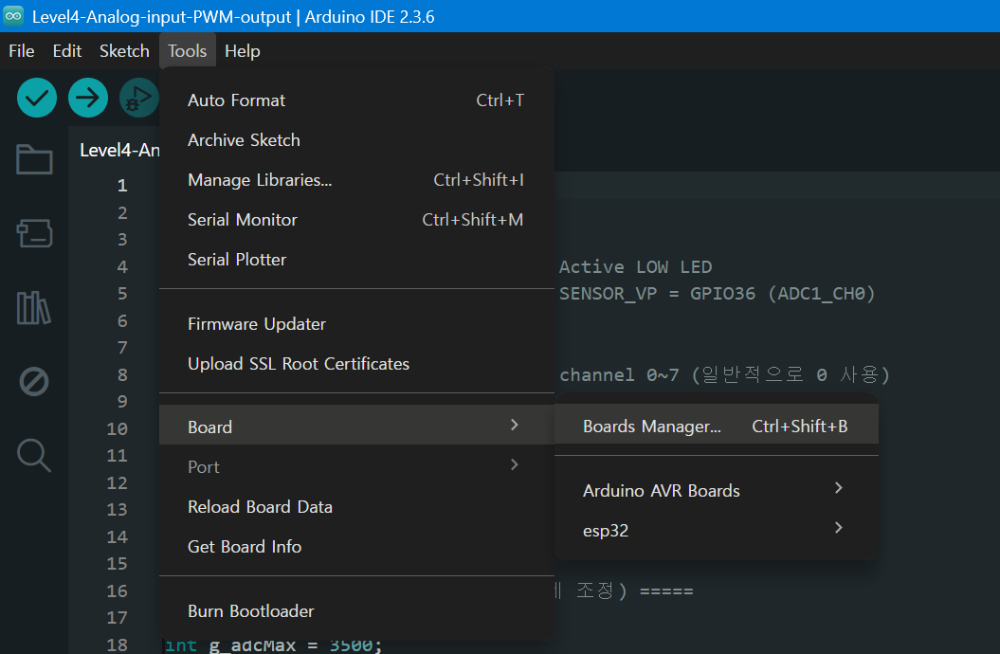 Level4-Analog-input-PWM-output | Arduino IDE 2.3.6
File Edit Sketch Tools Help
Auto Format Ctrl+T
Level4-An
Archive Sketch
Manage Libraries... Ctrl+Shift+I
1
Serial Monitor Ctrl+Shift+M
2
3
Serial Plotter
4 Active LOW LED
5 SENSOR_VP = GPIO36 (ADC1_CH0)
6
Firmware Updater
7
Upload SSL Root Certificates
8 channel 0~7 (일반적으로 0 사용)
9
10
Board
Boards Manager... Ctrl+Shift+B
11
Port
12
Arduino AVR Boards
13
Reload Board Data
esp32
14
Get Board Info
15
16 조정) =====
17
Burn Bootloader
18 int g_adcMax = 3500;